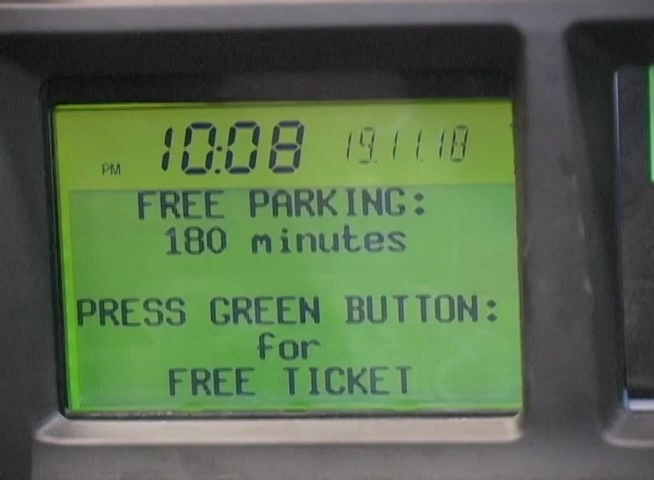 PM 10:08 19.11.18
FREE PARKING:
180 minutes
PRESS GREEN BUTTON:
for
FREE TICKET